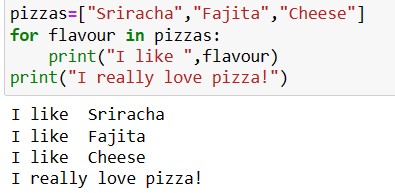 pizzas=["Sriracha","Fajita","Cheese"]
for flavour in pizzas:
    print("I like ",flavour)
print("I really love pizza!")
I like  Sriracha
I like  Fajita
I like  Cheese
I really love pizza!